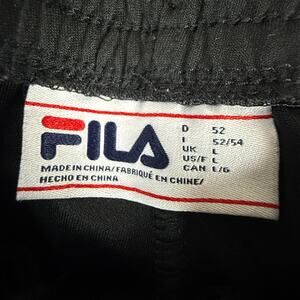 FILA
D 52
I 52/54
UK L
US/F L
CAN L/G
MADE IN CHINA/FABRIQUÉ EN CHINE/
HECHO EN CHINA